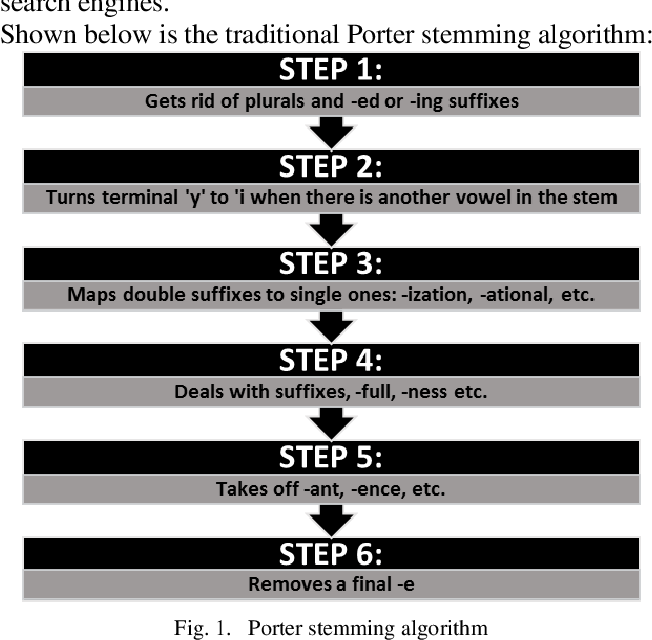 search engines.
Shown below is the traditional Porter stemming algorithm:
STEP 1:
Gets rid of plurals and -ed or -ing suffixes
STEP 2:
Turns terminal 'y' to 'i when there is another vowel in the stem
STEP 3:
Maps double suffixes to single ones: -ization, -ational, etc.
STEP 4:
Deals with suffixes, -full, -ness etc.
STEP 5:
Takes off -ant, -ence, etc.
STEP 6:
Removes a final -e
Fig. 1. Porter stemming algorithm